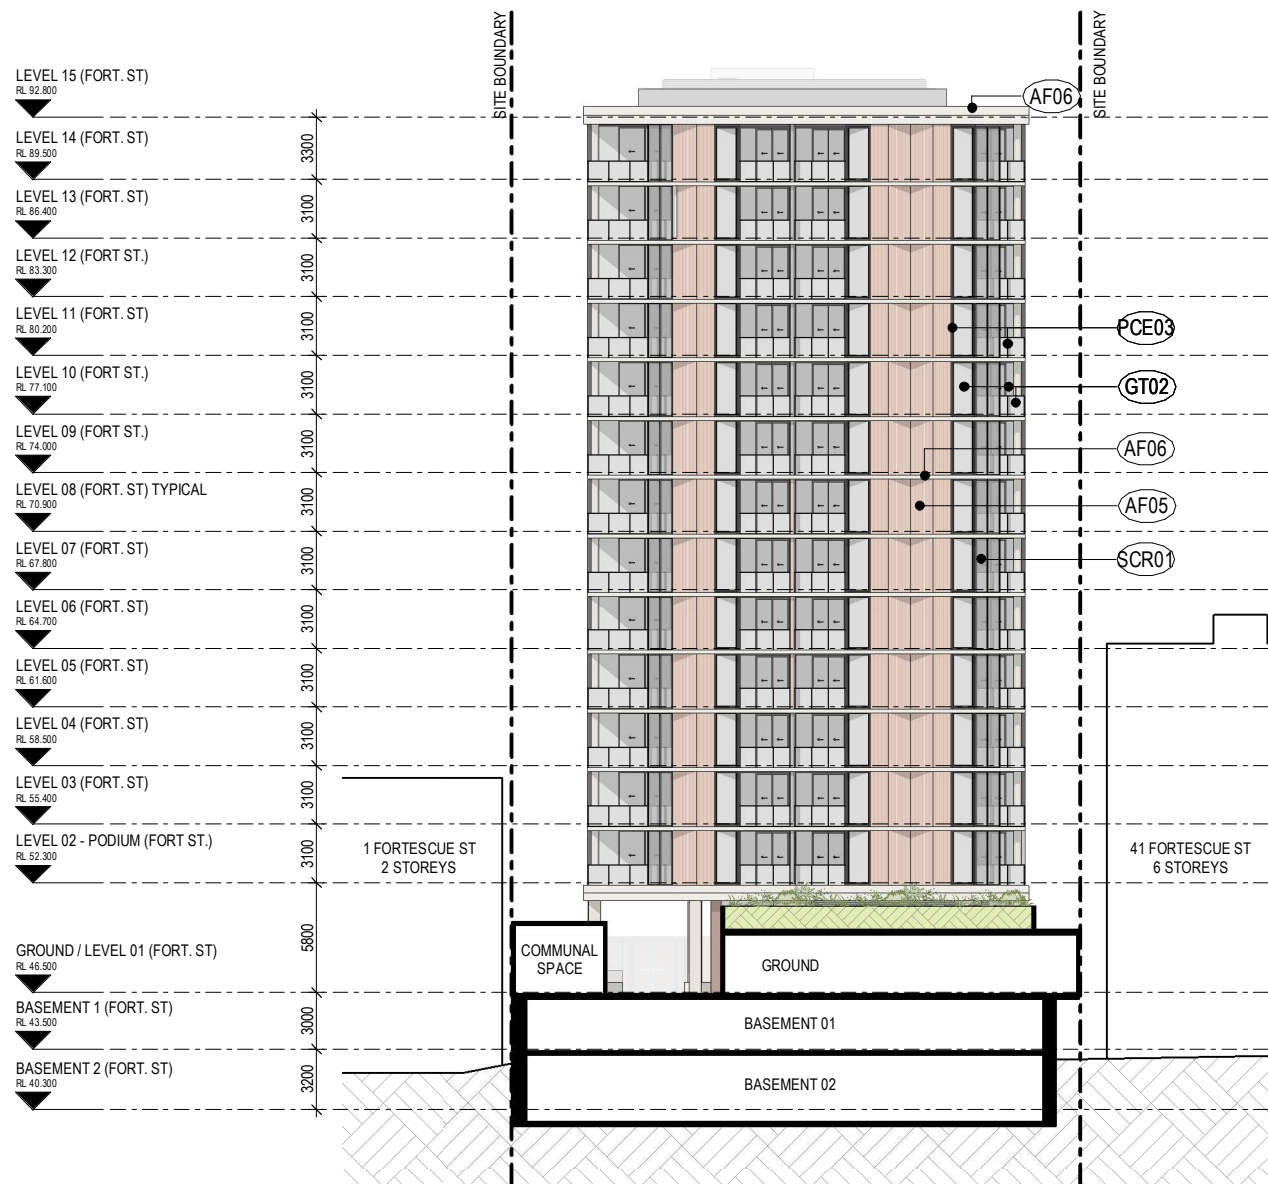 SITE BOUNDARY
SITE BOUNDARY
LEVEL 15 (FORT. ST)
RL 92.800
AF06
LEVEL 14 (FORT. ST)
RL 89.500
3300
LEVEL 13 (FORT. ST)
RL 86.400
3100
LEVEL 12 (FORT ST.)
RL 83.300
3100
LEVEL 11 (FORT. ST)
RL 80.200
3100
PCE03
LEVEL 10 (FORT. ST.)
RL 77.100
3100
GT02
LEVEL 09 (FORT ST.)
RL 74.000
3100
AF06
LEVEL 08 (FORT. ST) TYPICAL
RL 70.900
3100
AF05
LEVEL 07 (FORT. ST)
RL 67.800
3100
SCR01
LEVEL 06 (FORT. ST)
RL 64.700
3100
LEVEL 05 (FORT. ST)
RL 61.600
3100
LEVEL 04 (FORT. ST)
RL 58.500
3100
LEVEL 03 (FORT. ST)
RL 55.400
3100
LEVEL 02 - PODIUM (FORT ST.)
RL 52.300
3100
1 FORTESCUE ST
2 STOREYS
41 FORTESCUE ST
6 STOREYS
GROUND / LEVEL 01 (FORT. ST)
RL 46.500
5800
COMMUNAL
SPACE
GROUND
BASEMENT 1 (FORT. ST)
RL 43.500
3000
BASEMENT 01
BASEMENT 2 (FORT. ST)
RL 40.300
3200
BASEMENT 02